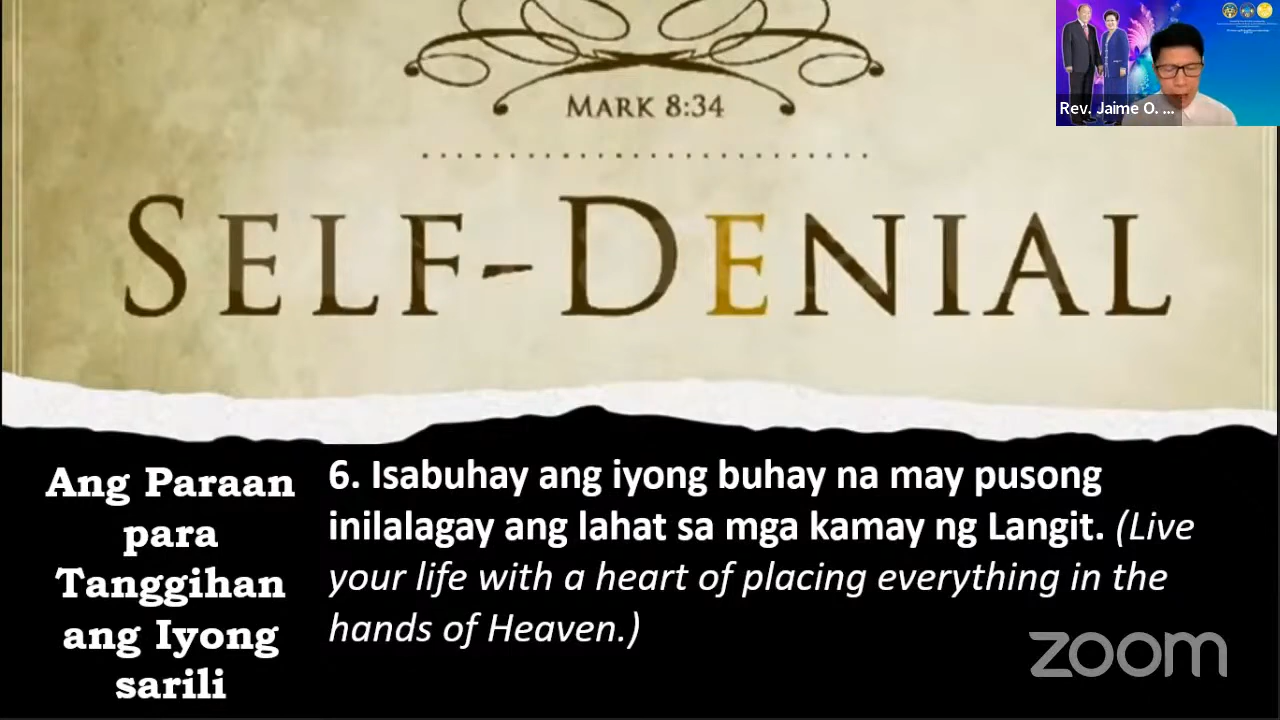 MARK 8:34
SELF-DENIAL
Rev. Jaime O. ...
Ang Paraan
para
Tanggihan
ang Iyong
sarili
6. Isabuhay ang iyong buhay na may pusong
inilalagay ang lahat sa mga kamay ng Langit. (Live
your life with a heart of placing everything in the
hands of Heaven.)
zoom